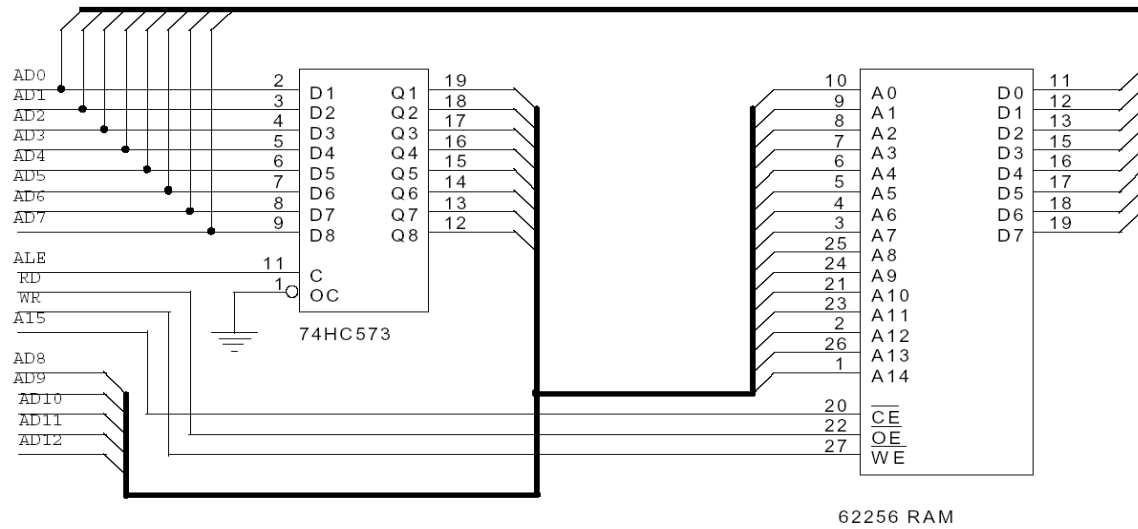 AD0
AD1
AD2
AD3
AD4
AD5
AD6
AD7
ALE
RD
WR
A15
AD8
AD9
AD10
AD11
AD12
2 D1 Q1 19
3 D2 Q2 18
4 D3 Q3 17
5 D4 Q4 16
6 D5 Q5 15
7 D6 Q6 14
8 D7 Q7 13
9 D8 Q8 12
11 C
1 OC
74HC573
10 A0 D0 11
9 A1 D1 12
8 A2 D2 13
7 A3 D3 15
6 A4 D4 16
5 A5 D5 17
4 A6 D6 18
3 A7 D7 19
25 A8
24 A9
21 A10
23 A11
2 A12
26 A13
1 A14
20 CE
22 OE
27 WE
62256 RAM